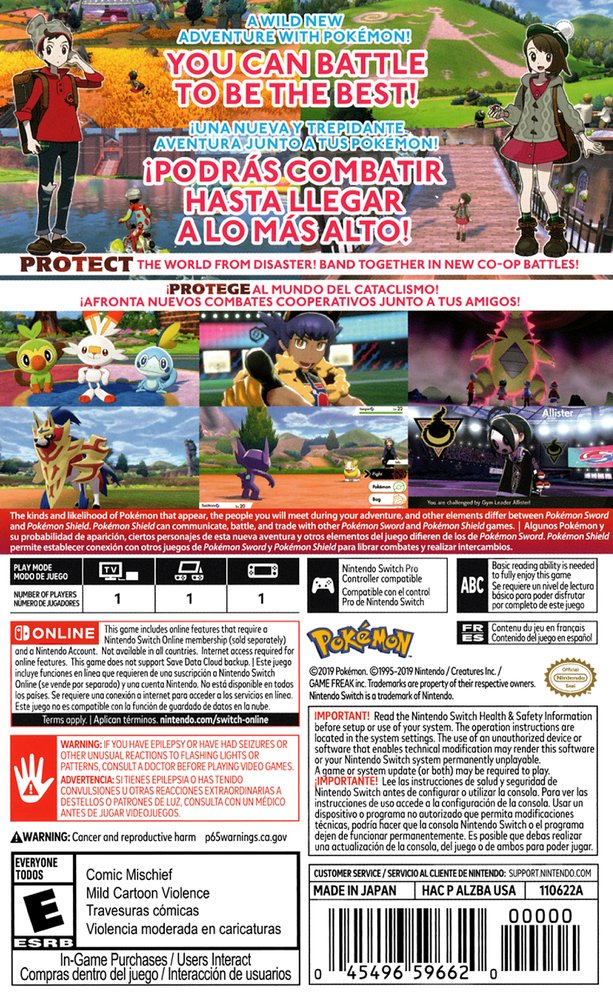 A WILD NEW
ADVENTURE WITH POKÉMON!
YOU CAN BATTLE
TO BE THE BEST!
¡UNA NUEVA Y TREPIDANTE
AVENTURA JUNTO A TUS POKÉMON!
¡PODRÁS COMBATIR
HASTA LLEGAR
A LO MÁS ALTO!
PROTECT THE WORLD FROM DISASTER! BAND TOGETHER IN NEW CO-OP BATTLES!
¡PROTEGE AL MUNDO DEL CATACLISMO!
¡AFRONTA NUEVOS COMBATES COOPERATIVOS JUNTO A TUS AMIGOS!
Lv. 22
Fight
Pokémon
Bag
Lv. 20
Allister
You are challenged by Gym Leader Allister!
The kinds and likelihood of Pokémon that appear, the people you will meet during your adventure, and other elements differ between Pokémon Sword
and Pokémon Shield. Pokémon Shield can communicate, battle, and trade with other Pokémon Sword and Pokémon Shield games. | Algunos Pokémon y
su probabilidad de aparición, ciertos personajes de esta nueva aventura y otros elementos del juego difieren de los de Pokémon Sword. Pokémon Shield
permite establecer conexión con otros juegos de Pokémon Sword y Pokémon Shield para librar combates y realizar intercambios.
PLAY MODE
MODO DE JUEGO
TV
NUMBER OF PLAYERS
NÚMERO DE JUGADORES
1
1
1
Nintendo Switch Pro
Controller compatible
Compatible con el control
Pro de Nintendo Switch
ABC
Basic reading ability is needed
to fully enjoy this game
Se requiere un nivel de lectura
básico para poder disfrutar
por completo de este juego
ONLINE
This game includes online features that require a
Nintendo Switch Online membership (sold separately)
and a Nintendo Account. Not available in all countries. Internet access required for
online features. This game does not support Save Data Cloud backup. | Este juego
incluye funciones en línea que requieren de una suscripción a Nintendo Switch
Online (se vende por separado) y una cuenta Nintendo. No está disponible en todos
los países. Se requiere una conexión a internet para acceder a los servicios en línea.
Este juego no es compatible con la función de guardado de datos en la nube.
Terms apply. | Aplican términos. nintendo.com/switch-online
POKéMON
FR
ES
Contenu du jeu en français
Contenido del juego en español
©2019 Pokémon. ©1995-2019 Nintendo / Creatures Inc. /
GAME FREAK inc. Trademarks are property of their respective owners.
Nintendo Switch is a trademark of Nintendo.
Official
Nintendo
Seal
WARNING: IF YOU HAVE EPILEPSY OR HAVE HAD SEIZURES OR
OTHER UNUSUAL REACTIONS TO FLASHING LIGHTS OR
PATTERNS, CONSULT A DOCTOR BEFORE PLAYING VIDEO GAMES.
ADVERTENCIA: SI TIENES EPILEPSIA O HAS TENIDO
CONVULSIONES U OTRAS REACCIONES EXTRAORDINARIAS A
DESTELLOS O PATRONES DE LUZ, CONSULTA CON UN MÉDICO
ANTES DE JUGAR VIDEOJUEGOS.
WARNING: Cancer and reproductive harm p65warnings.ca.gov
IMPORTANT! Read the Nintendo Switch Health & Safety Information
before setup or use of your system. The operation instructions are
located in the system settings. The use of an unauthorized device or
software that enables technical modification may render this software
or your Nintendo Switch system permanently unplayable.
A game or system update (or both) may be required to play.
¡IMPORTANTE! Lee las instrucciones de salud y seguridad de
Nintendo Switch antes de configurar o utilizar la consola. Para ver las
instrucciones de uso accede a la configuración de la consola. Usar un
dispositivo o programa no autorizado que permita modificaciones
técnicas, podría hacer que la consola Nintendo Switch o el programa
dejen de funcionar permanentemente. Es posible que debas realizar
una actualización de la consola, del juego o de ambos para poder jugar.
EVERYONE
TODOS
E
ESRB
Comic Mischief
Mild Cartoon Violence
Travesuras cómicas
Violencia moderada en caricaturas
In-Game Purchases / Users Interact
Compras dentro del juego / Interacción de usuarios
CUSTOMER SERVICE / SERVICIO AL CLIENTE DE NINTENDO: SUPPORT.NINTENDO.COM
MADE IN JAPAN
HAC P ALZBA USA
110622A
00000
0 45496 59662 0